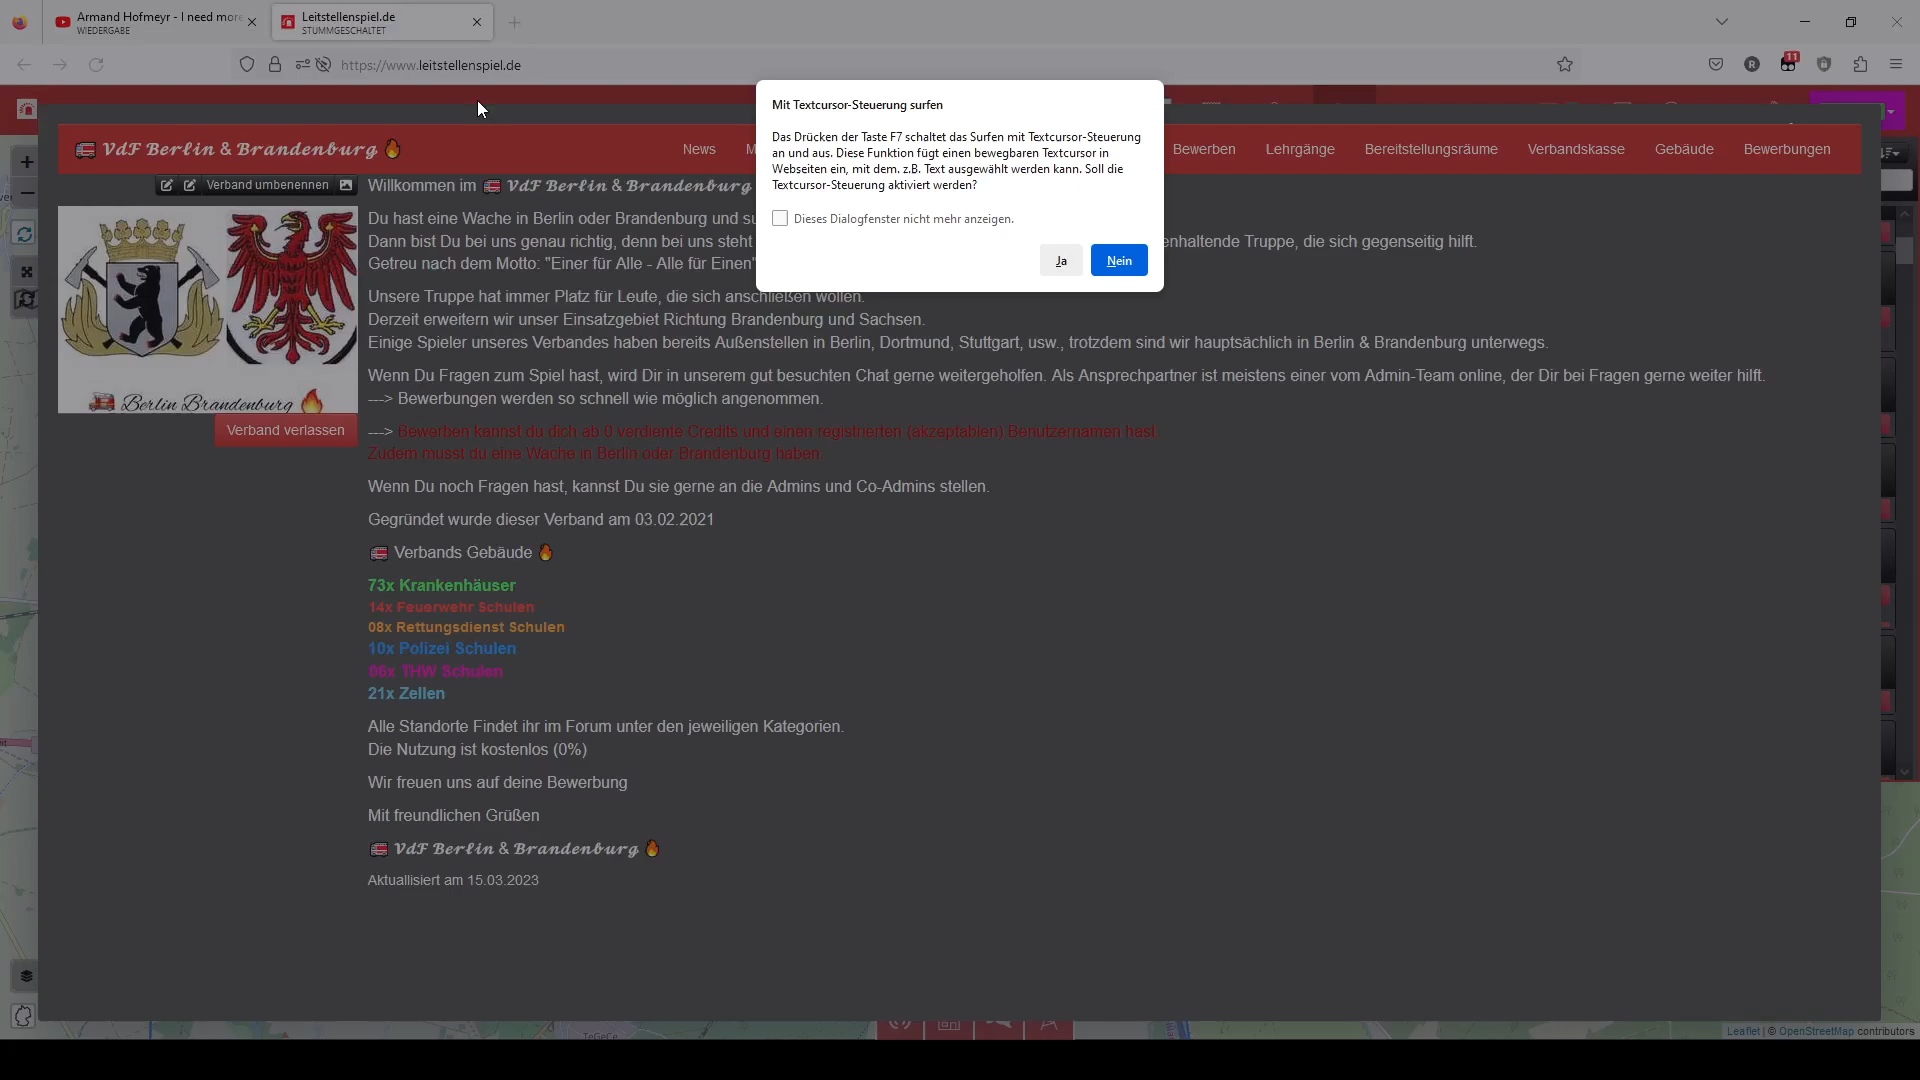 Armand Hofmeyr - I need more
WIEDERGABE
Leitstellenspiel.de
STUMMGESCHALTET
https://www.leitstellenspiel.de
11
Mit Textcursor-Steuerung surfen
Das Drücken der Taste F7 schaltet das Surfen mit Textcursor-Steuerung
an und aus. Diese Funktion fügt einen bewegbaren Textcursor in
Webseiten ein, mit dem. z.B. Text ausgewählt werden kann. Soll die
Textcursor-Steuerung aktiviert werden?
Dieses Dialogfenster nicht mehr anzeigen.
Ja
Nein
VdF Berlin & Brandenburg
News
Bewerben
Lehrgänge
Bereitstellungsräume
Verbandskasse
Gebäude
Bewerbungen
Verband umbenennen
Berlin Brandenburg
Verband verlassen
Willkommen im VdF Berlin & Brandenburg
Du hast eine Wache in Berlin oder Brandenburg und
Dann bist Du bei uns genau richtig, denn bei uns steht enhaltende Truppe, die sich gegenseitig hilft.
Getreu nach dem Motto: "Einer für Alle - Alle für Einen"
Unsere Truppe hat immer Platz für Leute, die sich anschließen wollen.
Derzeit erweitern wir unser Einsatzgebiet Richtung Brandenburg und Sachsen.
Einige Spieler unseres Verbandes haben bereits Außenstellen in Berlin, Dortmund, Stuttgart, usw., trotzdem sind wir hauptsächlich in Berlin & Brandenburg unterwegs.
Wenn Du Fragen zum Spiel hast, wird Dir in unserem gut besuchten Chat gerne weitergeholfen. Als Ansprechpartner ist meistens einer vom Admin-Team online, der Dir bei Fragen gerne weiter hilft.
---> Bewerbungen werden so schnell wie möglich angenommen.
---> Bewerben kannst du dich ab 0 verdiente Credits und einen registrierten (akzeptablen) Benutzernamen hast.
Zudem musst du eine Wache in Berlin oder Brandenburg haben.
Wenn Du noch Fragen hast, kannst Du sie gerne an die Admins und Co-Admins stellen.
Gegründet wurde dieser Verband am 03.02.2021
Verbands Gebäude
73x Krankenhäuser
14x Feuerwehr Schulen
08x Rettungsdienst Schulen
10x Polizei Schulen
06x THW Schulen
21x Zellen
Alle Standorte Findet ihr im Forum unter den jeweiligen Kategorien.
Die Nutzung ist kostenlos (0%)
Wir freuen uns auf deine Bewerbung
Mit freundlichen Grüßen
VdF Berlin & Brandenburg
Aktuallisiert am 15.03.2023
TeGeCe
Leaflet | © OpenStreetMap contributors